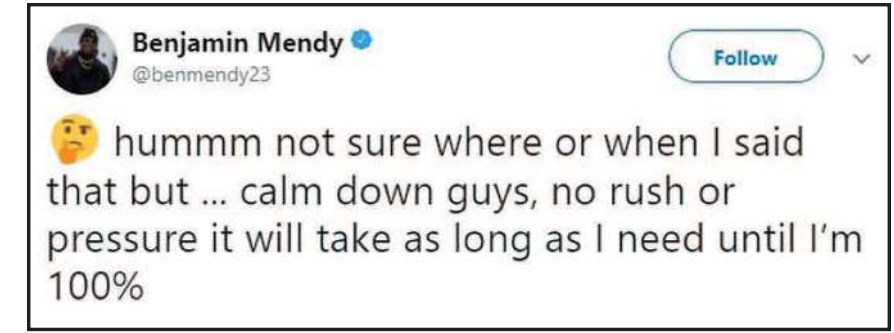 Benjamin Mendy
@benmendy23
Follow
🤔 hummm not sure where or when I said
that but ... calm down guys, no rush or
pressure it will take as long as I need until I'm
100%